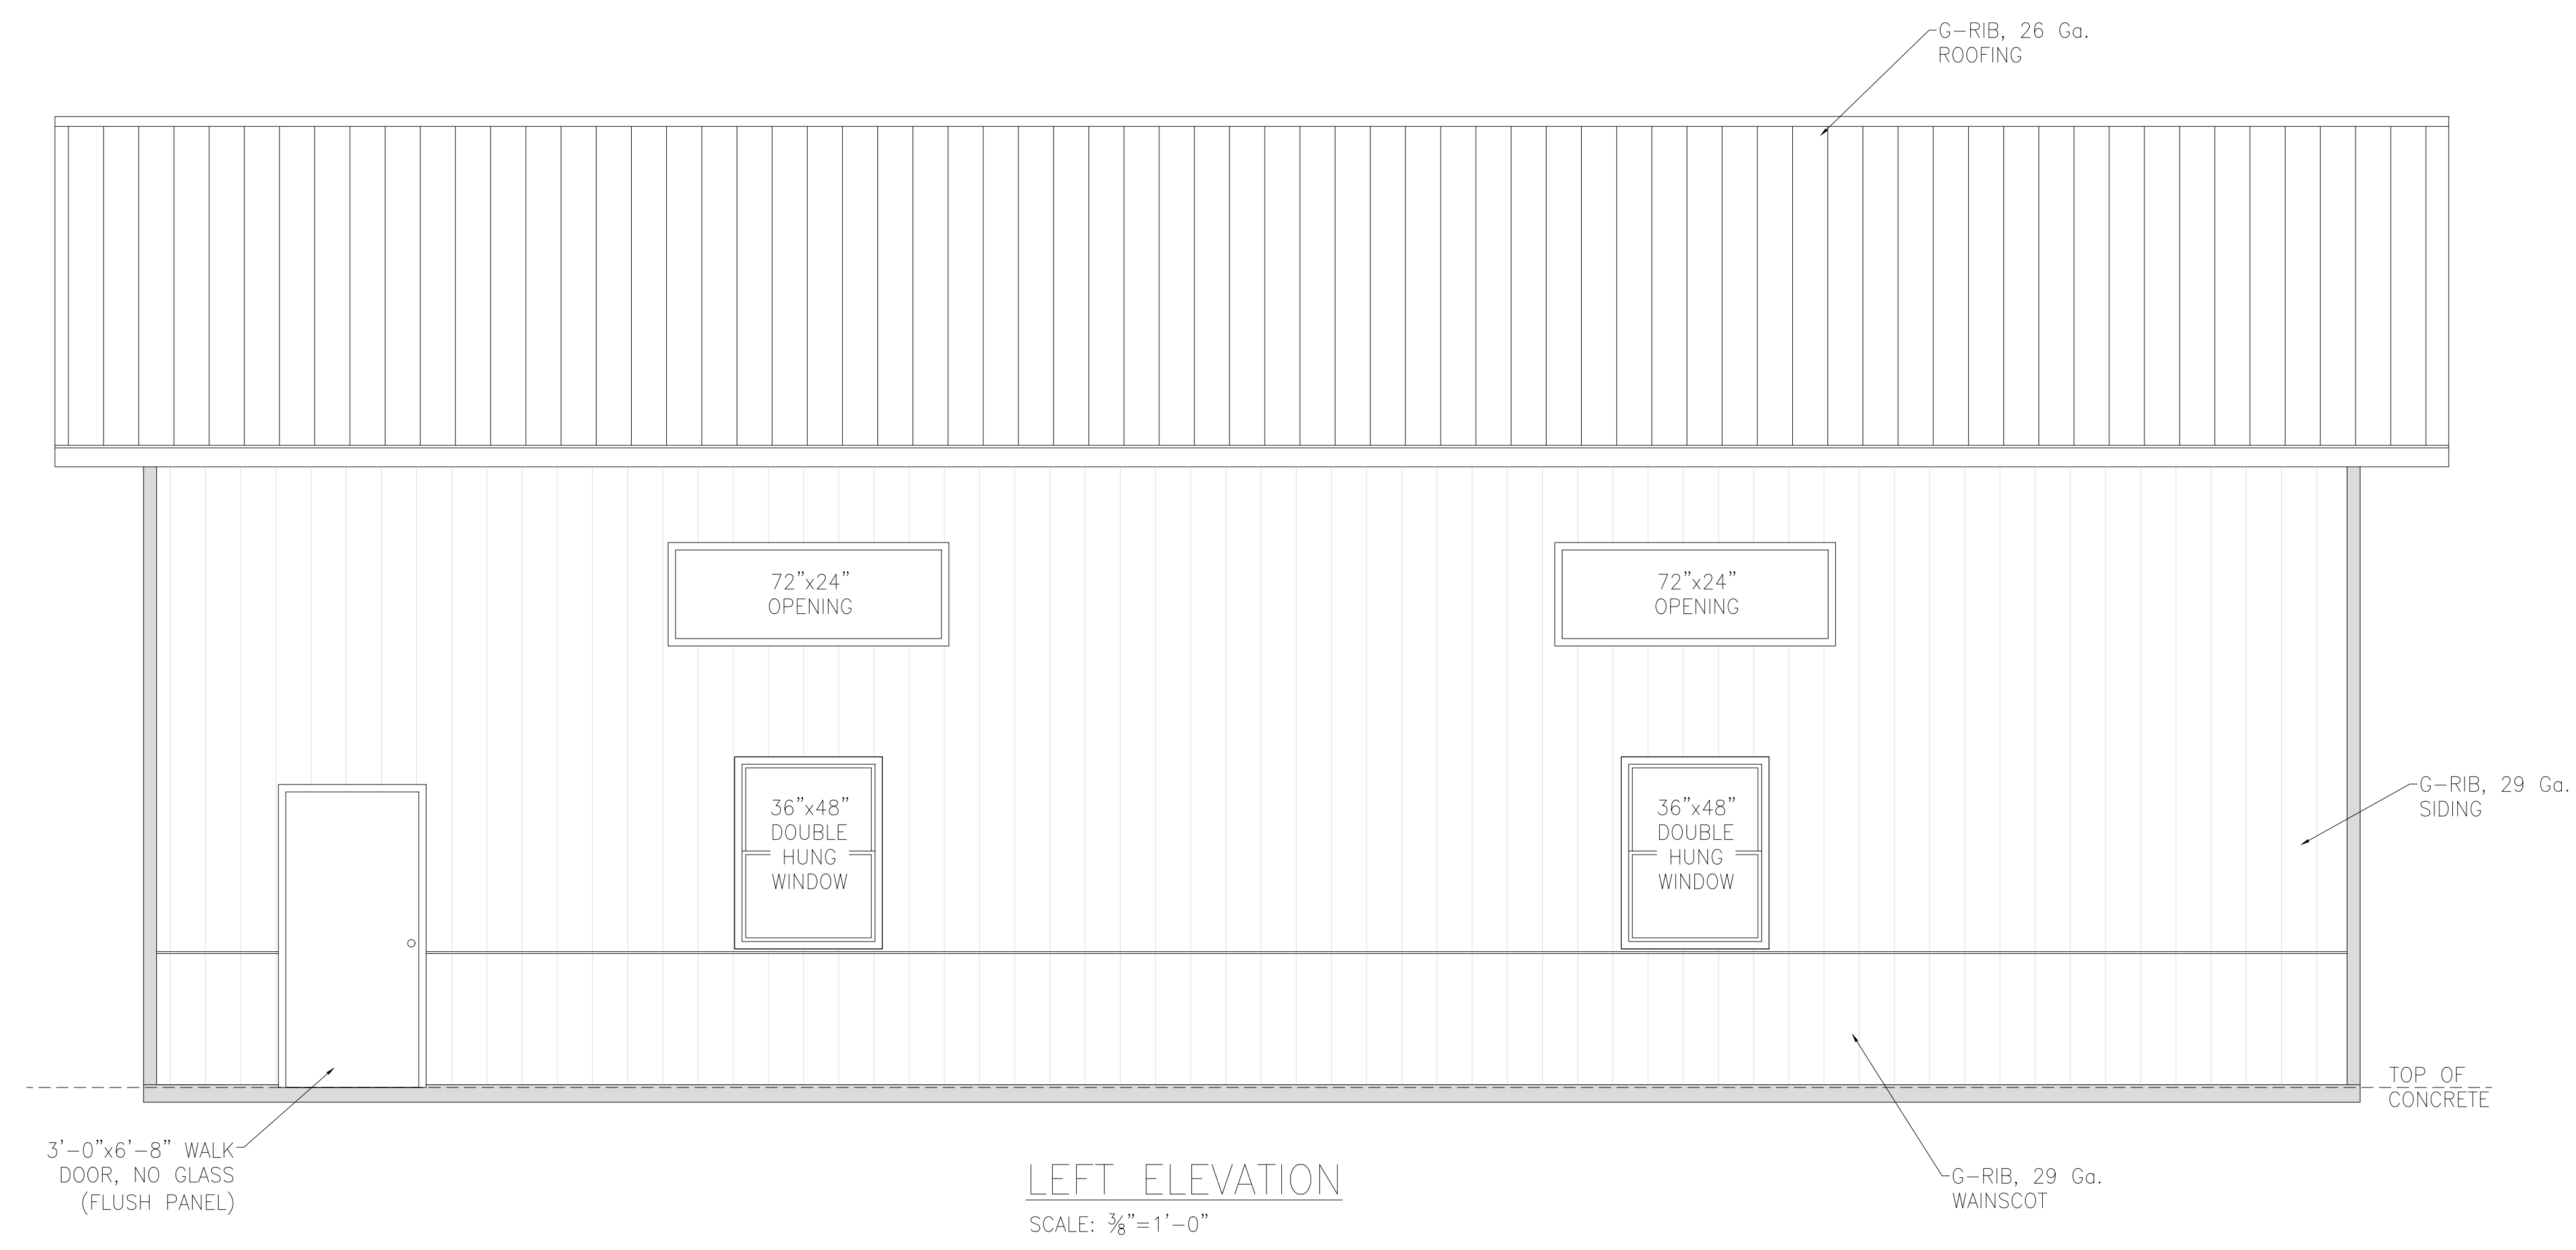 G-RIB, 26 Ga.
ROOFING
72"x24"
OPENING
72"x24"
OPENING
36"x48"
DOUBLE
HUNG
WINDOW
36"x48"
DOUBLE
HUNG
WINDOW
G-RIB, 29 Ga.
SIDING
TOP OF
CONCRETE
3'-0"x6'-8" WALK
DOOR, NO GLASS
(FLUSH PANEL)
G-RIB, 29 Ga.
WAINSCOT
LEFT ELEVATION
SCALE: ⅜"=1'-0"